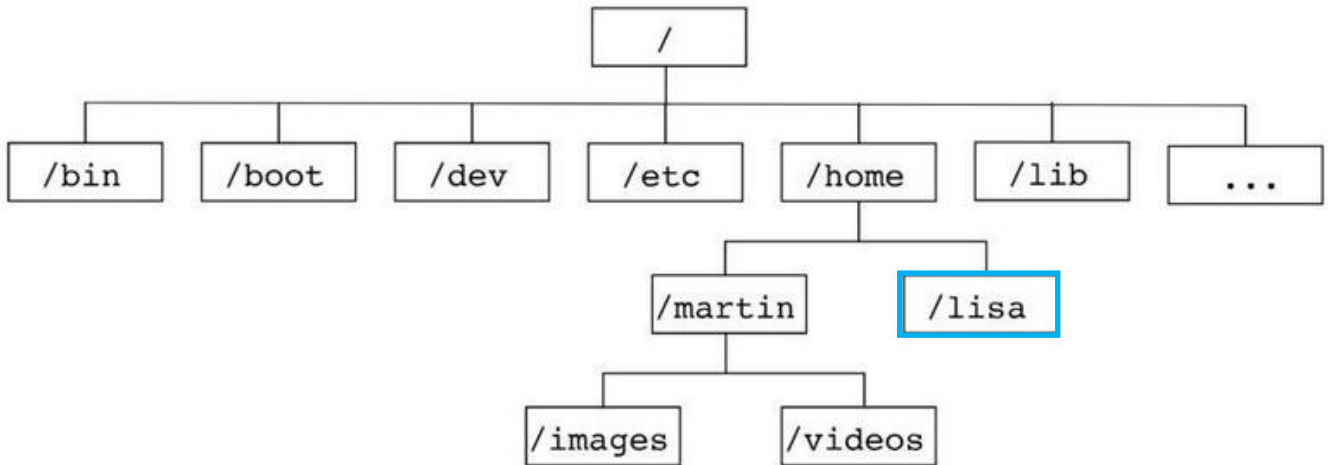 /
/bin /boot /dev /etc /home /lib ...
/martin /lisa
/images /videos